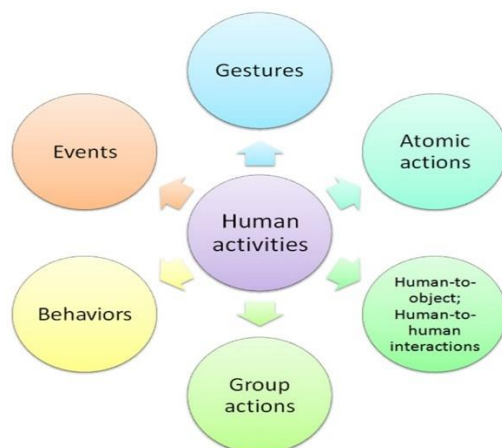 Gestures
Events
Atomic
actions
Human
activities
Behaviors
Human-to-
object;
Human-to-
human
interactions
Group
actions